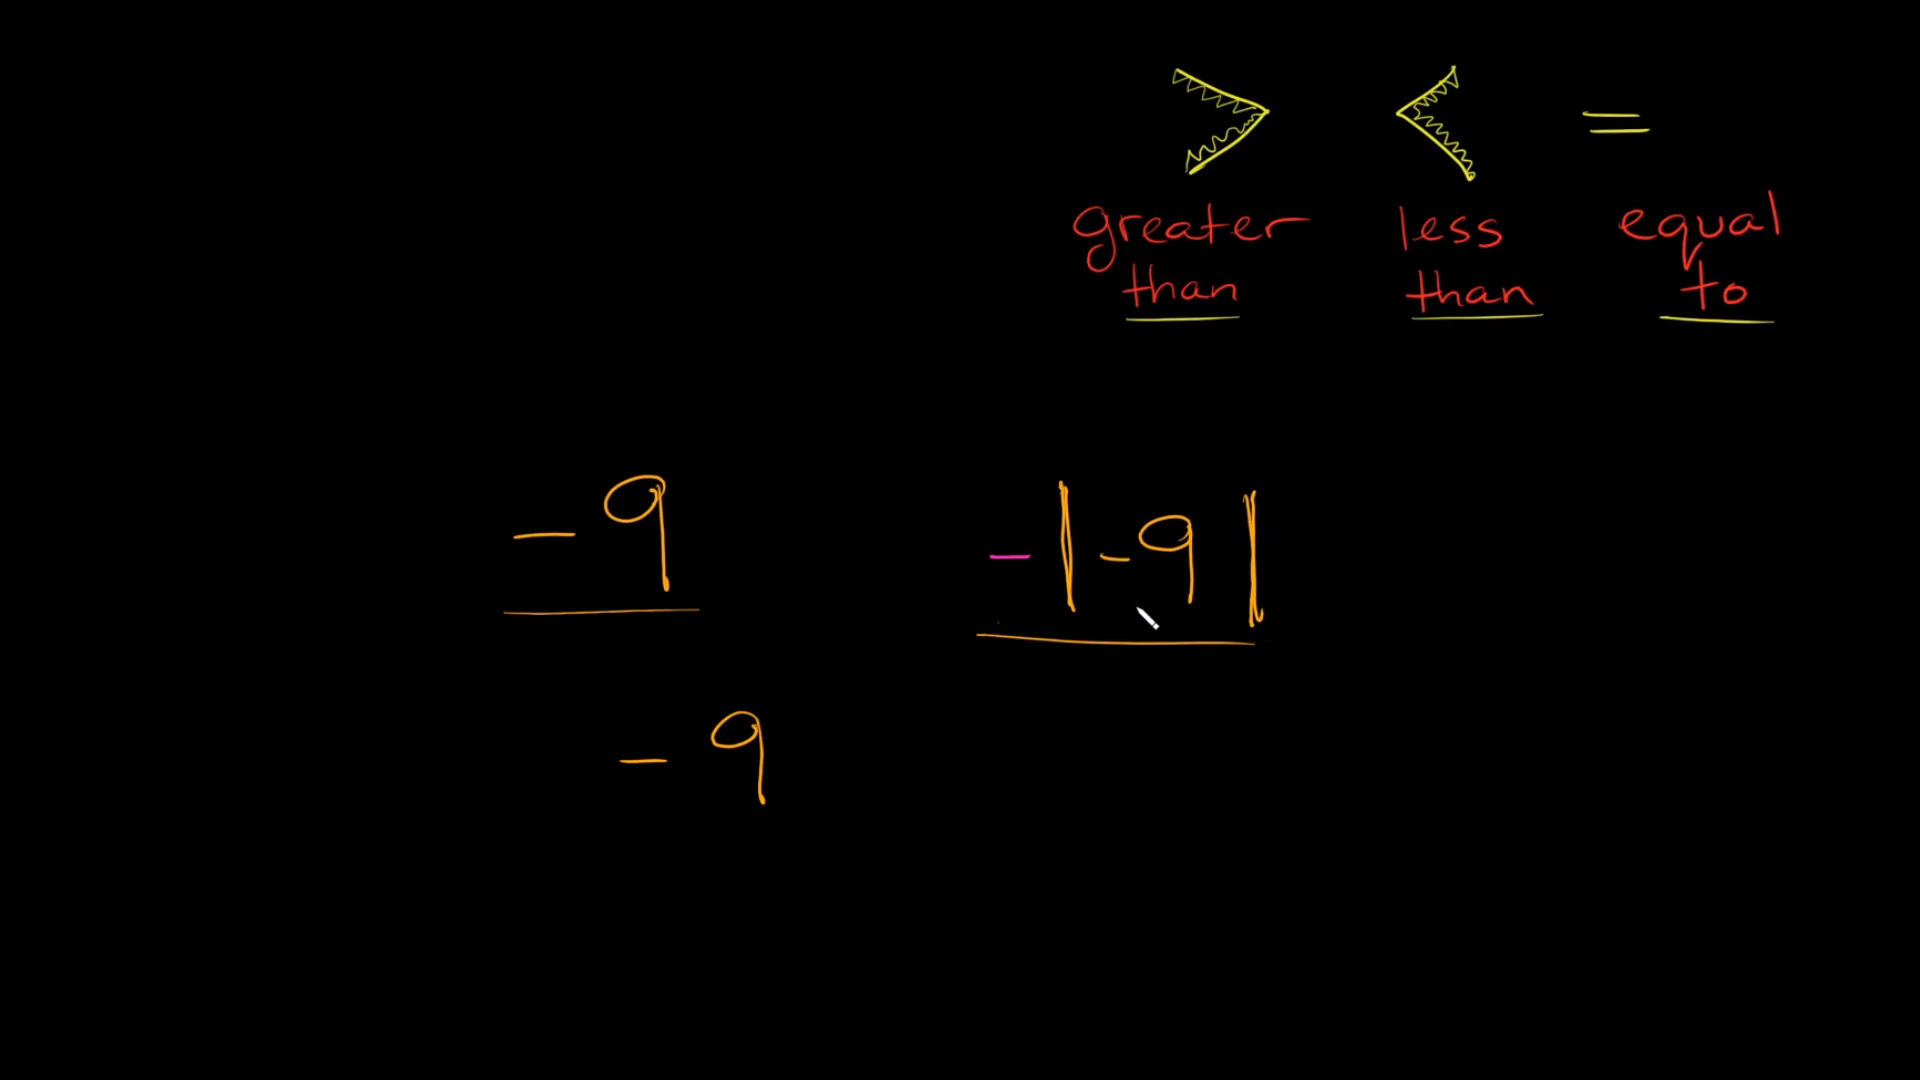 > < =
greater less equal
than than to
-9 -|-9|
-9